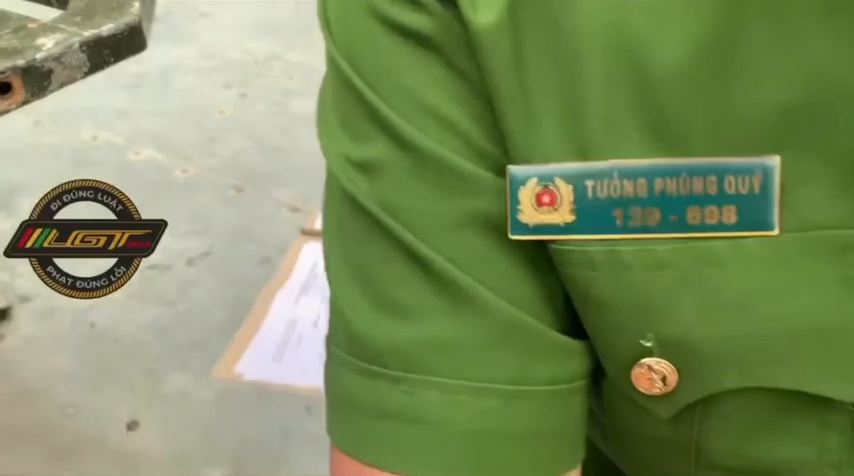 ĐI ĐÚNG LUẬT
LGT
PHẠT ĐÚNG LỖI
TƯỞNG PHÙNG QUÝ
139 - 698